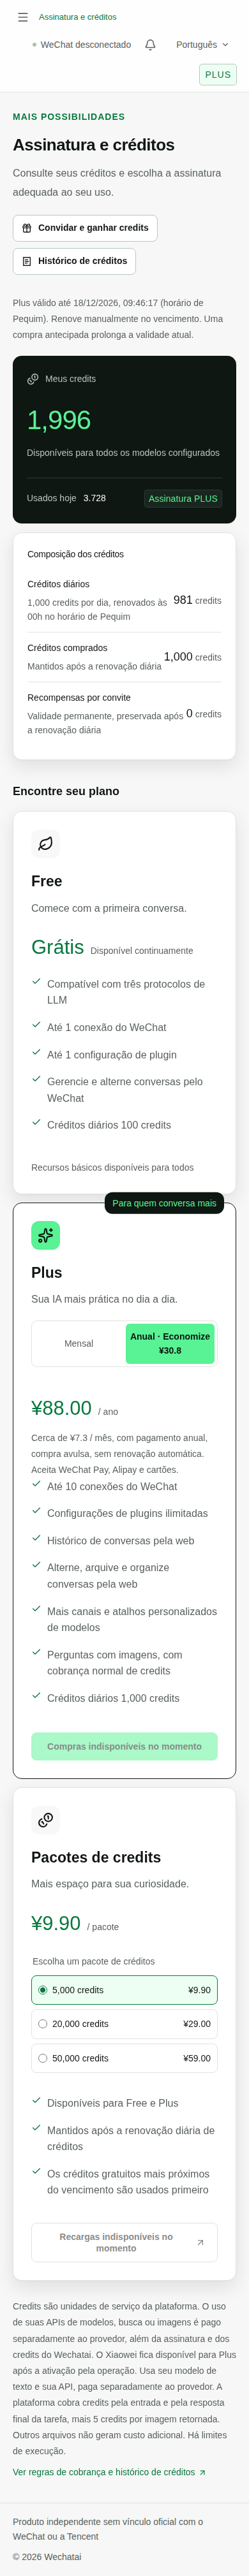 Assinatura e créditos
WeChat desconectado
Português
PLUS
MAIS POSSIBILIDADES
Assinatura e créditos
Consulte seus créditos e escolha a assinatura
adequada ao seu uso.
Convidar e ganhar credits
Histórico de créditos
Plus válido até 18/12/2026, 09:46:17 (horário de
Pequim). Renove manualmente no vencimento. Uma
compra antecipada prolonga a validade atual.
Meus credits
1,996
Disponíveis para todos os modelos configurados
Usados hoje 3.728
Assinatura PLUS
Composição dos créditos
Créditos diários
1,000 credits por dia, renovados às
00h no horário de Pequim
981 credits
Créditos comprados
Mantidos após a renovação diária
1,000 credits
Recompensas por convite
Validade permanente, preservada após
a renovação diária
0 credits
Encontre seu plano
Free
Comece com a primeira conversa.
Grátis Disponível continuamente
Compatível com três protocolos de
LLM
Até 1 conexão do WeChat
Até 1 configuração de plugin
Gerencie e alterne conversas pelo
WeChat
Créditos diários 100 credits
Recursos básicos disponíveis para todos
Para quem conversa mais
Plus
Sua IA mais prática no dia a dia.
Mensal
Anual · Economize
¥30.8
¥88.00 / ano
Cerca de ¥7.3 / mês, com pagamento anual,
compra avulsa, sem renovação automática.
Aceita WeChat Pay, Alipay e cartões.
Até 10 conexões do WeChat
Configurações de plugins ilimitadas
Histórico de conversas pela web
Alterne, arquive e organize
conversas pela web
Mais canais e atalhos personalizados
de modelos
Perguntas com imagens, com
cobrança normal de credits
Créditos diários 1,000 credits
Compras indisponíveis no momento
Pacotes de credits
Mais espaço para sua curiosidade.
¥9.90 / pacote
Escolha um pacote de créditos
5,000 credits ¥9.90
20,000 credits ¥29.00
50,000 credits ¥59.00
Disponíveis para Free e Plus
Mantidos após a renovação diária de
créditos
Os créditos gratuitos mais próximos
do vencimento são usados primeiro
Recargas indisponíveis no
momento
Credits são unidades de serviço da plataforma. O uso
de suas APIs de modelos, busca ou imagens é pago
separadamente ao provedor, além da assinatura e dos
credits do Wechatai. O Xiaowei fica disponível para Plus
após a ativação pela operação. Usa seu modelo de
texto e sua API, paga separadamente ao provedor. A
plataforma cobra credits pela entrada e pela resposta
final da tarefa, mais 5 credits por imagem retornada.
Outros arquivos não geram custo adicional. Há limites
de execução.
Ver regras de cobrança e histórico de créditos
Produto independente sem vínculo oficial com o
WeChat ou a Tencent
© 2026 Wechatai